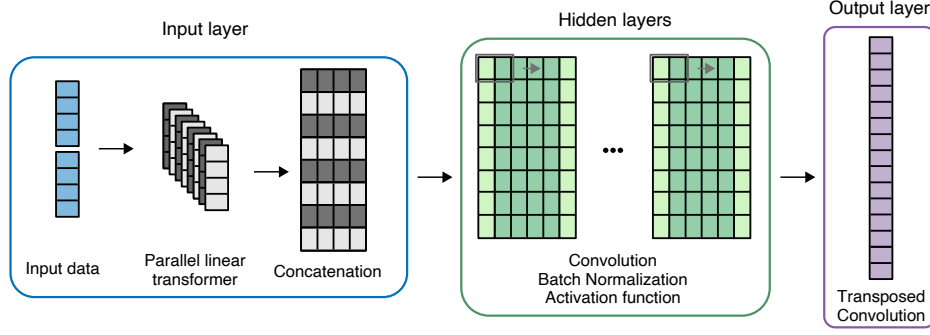 Input layer
Hidden layers
Output layer
Input data
Parallel linear
transformer
Concatenation
Convolution
Batch Normalization
Activation function
Transposed
Convolution